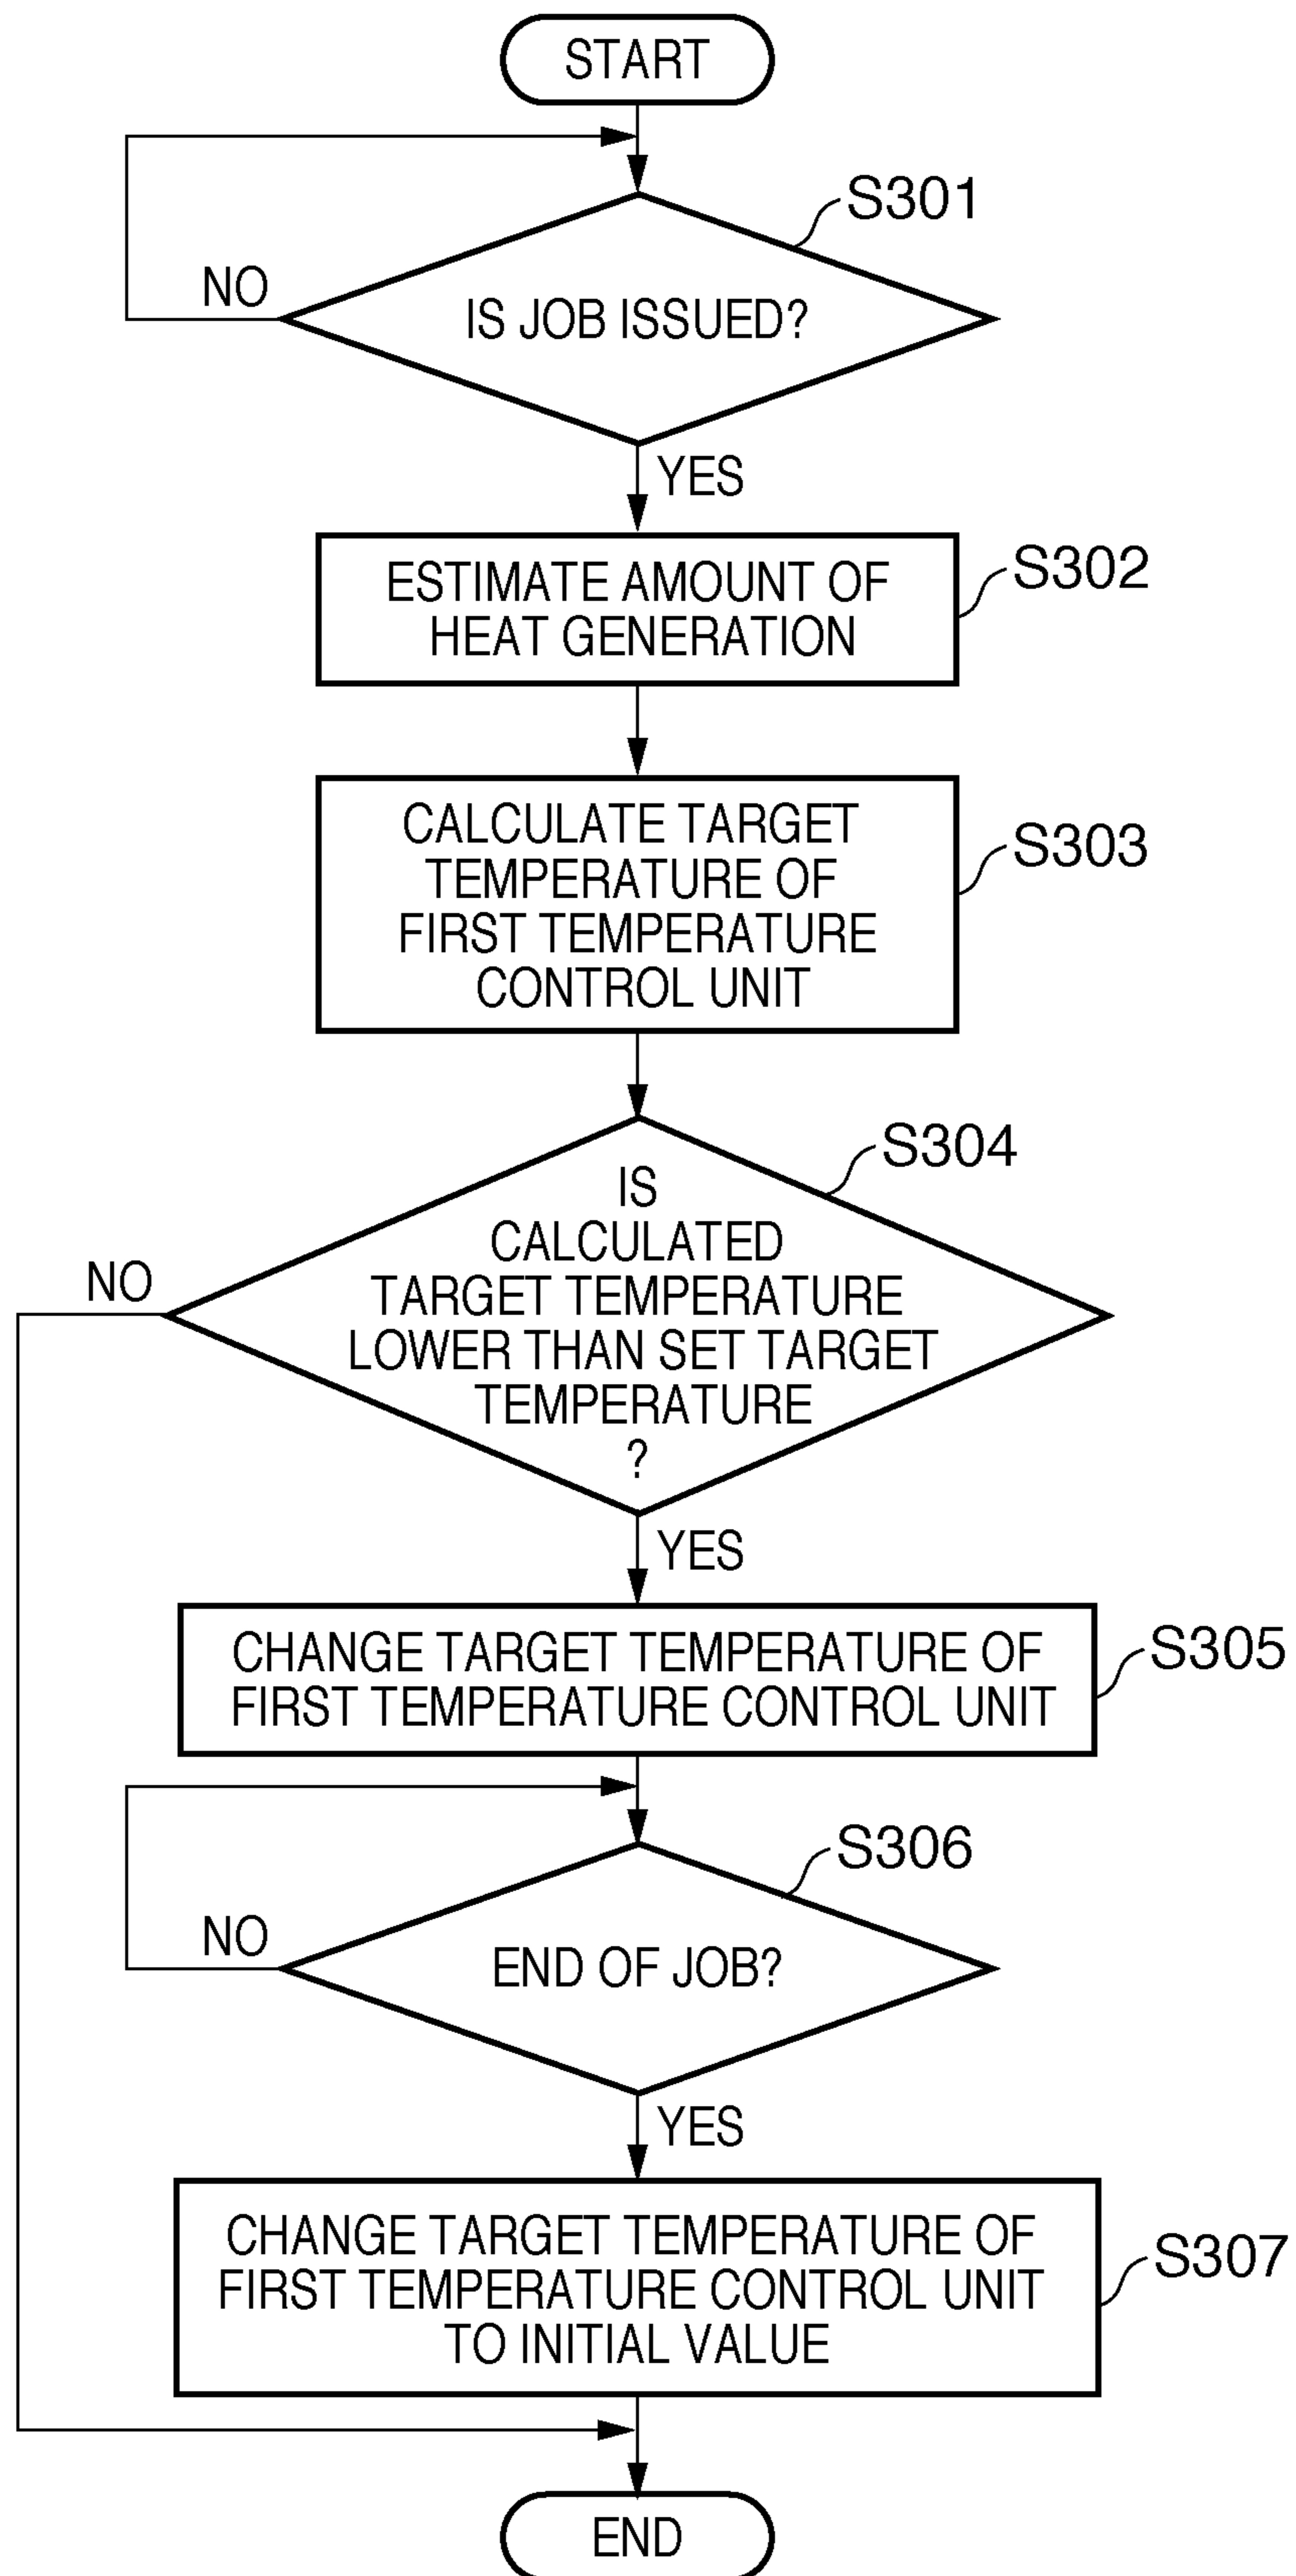 START
S301
NO
IS JOB ISSUED?
YES
ESTIMATE AMOUNT OF
HEAT GENERATION
S302
CALCULATE TARGET
TEMPERATURE OF
FIRST TEMPERATURE
CONTROL UNIT
S303
S304
IS
CALCULATED
TARGET TEMPERATURE
LOWER THAN SET TARGET
TEMPERATURE
?
NO
YES
CHANGE TARGET TEMPERATURE OF
FIRST TEMPERATURE CONTROL UNIT
S305
S306
NO
END OF JOB?
YES
CHANGE TARGET TEMPERATURE OF
FIRST TEMPERATURE CONTROL UNIT
TO INITIAL VALUE
S307
END